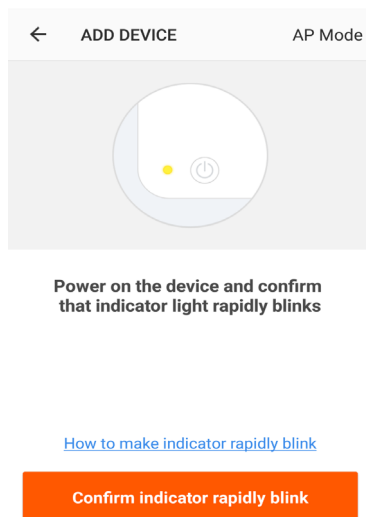 ADD DEVICE AP Mode
Power on the device and confirm
that indicator light rapidly blinks
How to make indicator rapidly blink
Confirm indicator rapidly blink